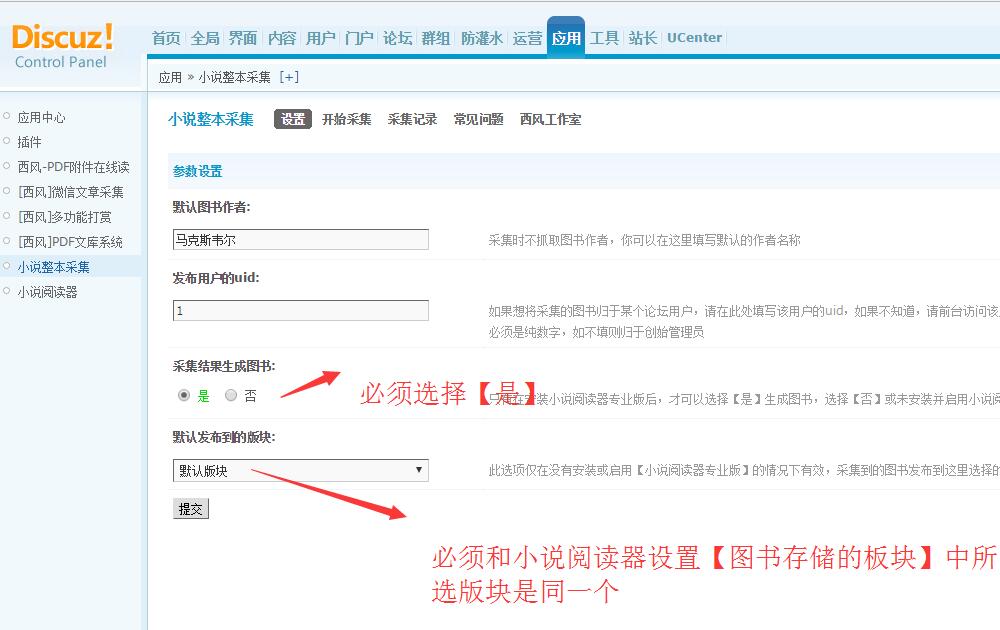 Discuz!
Control Panel
首页 全局 界面 内容 用户 门户 论坛 群组 防灌水 运营 应用 工具 站长 UCenter
应用 » 小说整本采集 [+]
应用中心
插件
西风-PDF附件在线读
[西风]微信文章采集
[西风]多功能打赏
[西风]PDF文库系统
小说整本采集
小说阅读器
小说整本采集 设置 开始采集 采集记录 常见问题 西风工作室
参数设置
默认图书作者:
马克斯韦尔 采集时不抓取图书作者，你可以在这里填写默认的作者名称
发布用户的uid:
1 如果想将采集的图书归于某个论坛用户，请在此处填写该用户的uid，如果不知道，请前台访问该
必须是纯数字，如不填则归于创始管理员
采集结果生成图书:
是 否 必须选择【是】
只有在安装小说阅读器专业版后，才可以选择【是】生成图书，选择【否】或未安装并启用小说阅
默认发布到的版块:
默认版块 此选项仅在没有安装或启用【小说阅读器专业版】的情况下有效，采集到的图书发布到这里选择的
提交
必须和小说阅读器设置【图书存储的板块】中所
选版块是同一个